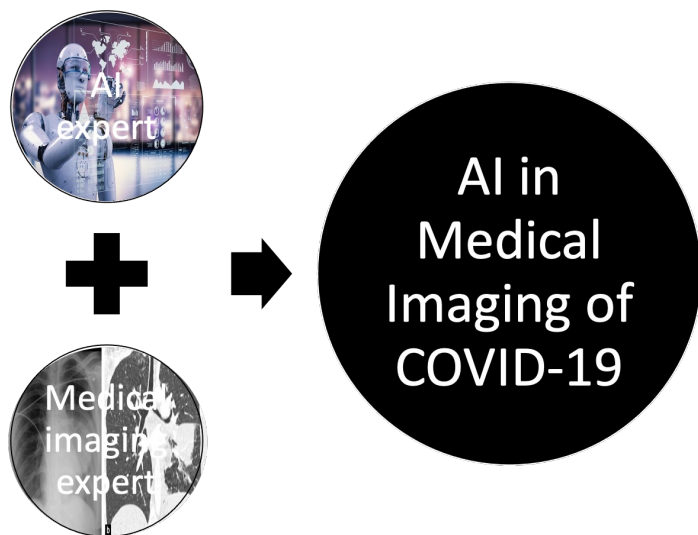 AI
expert
Medical
imaging
expert
b
AI in
Medical
Imaging of
COVID-19